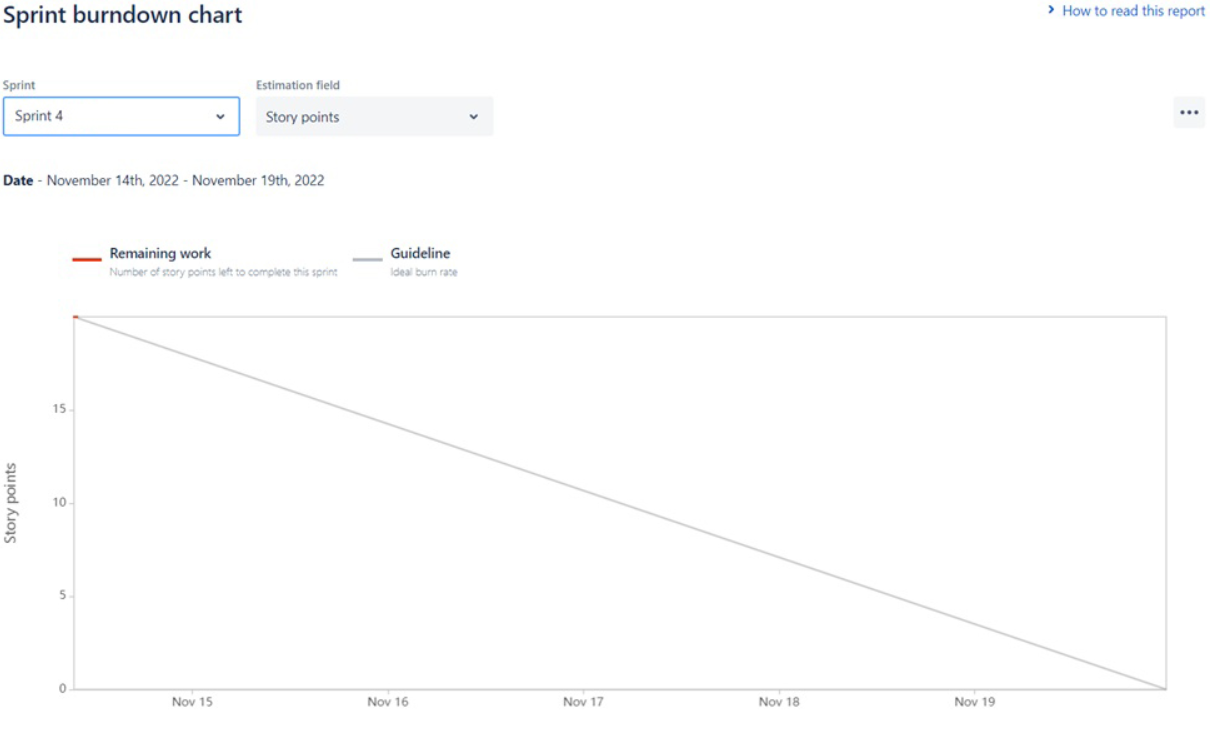 Sprint burndown chart
How to read this report
Sprint
Estimation field
Sprint 4
Story points
Date - November 14th, 2022 - November 19th, 2022
Remaining work
Number of story points left to complete this sprint
Guideline
Ideal burn rate
Story points
15
10
5
0
Nov 15
Nov 16
Nov 17
Nov 18
Nov 19